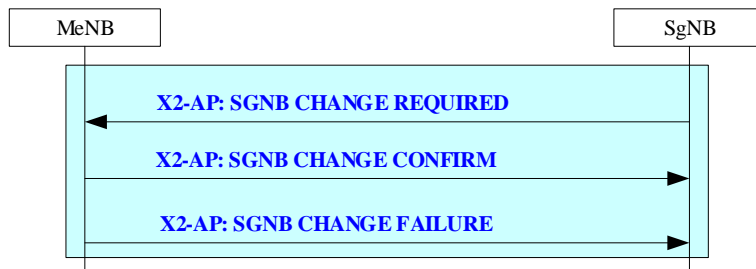 MeNB
SgNB
X2-AP: SGNB CHANGE REQUIRED
X2-AP: SGNB CHANGE CONFIRM
X2-AP: SGNB CHANGE FAILURE